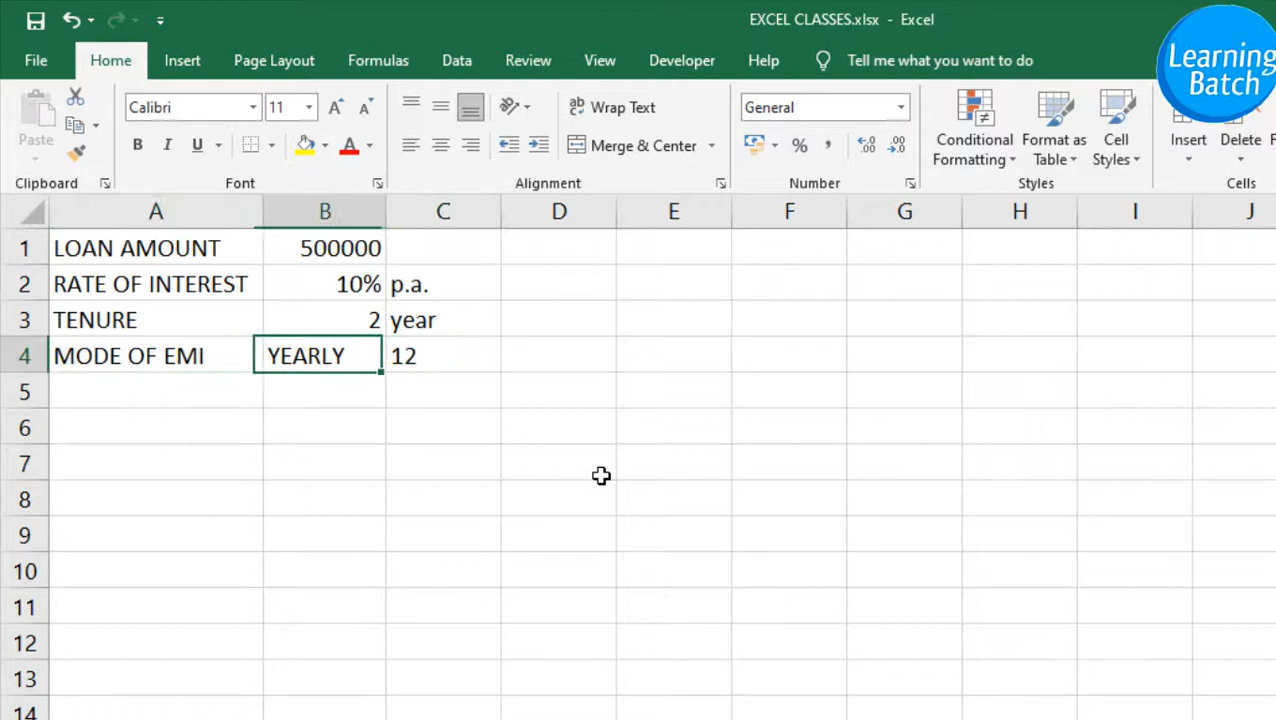 EXCEL CLASSES.xlsx - Excel
Learning
Batch
File Home Insert Page Layout Formulas Data Review View Developer Help Tell me what you want to do
Paste
Calibri 11
B I U A
Wrap Text
Merge & Center
General
% ,
Conditional
Formatting
Format as
Table
Cell
Styles
Insert
Delete
Clipboard Font Alignment Number Styles Cells
A B C D E F G H I J
1 LOAN AMOUNT 500000
2 RATE OF INTEREST 10% p.a.
3 TENURE 2 year
4 MODE OF EMI YEARLY 12
5
6
7
8
9
10
11
12
13
14